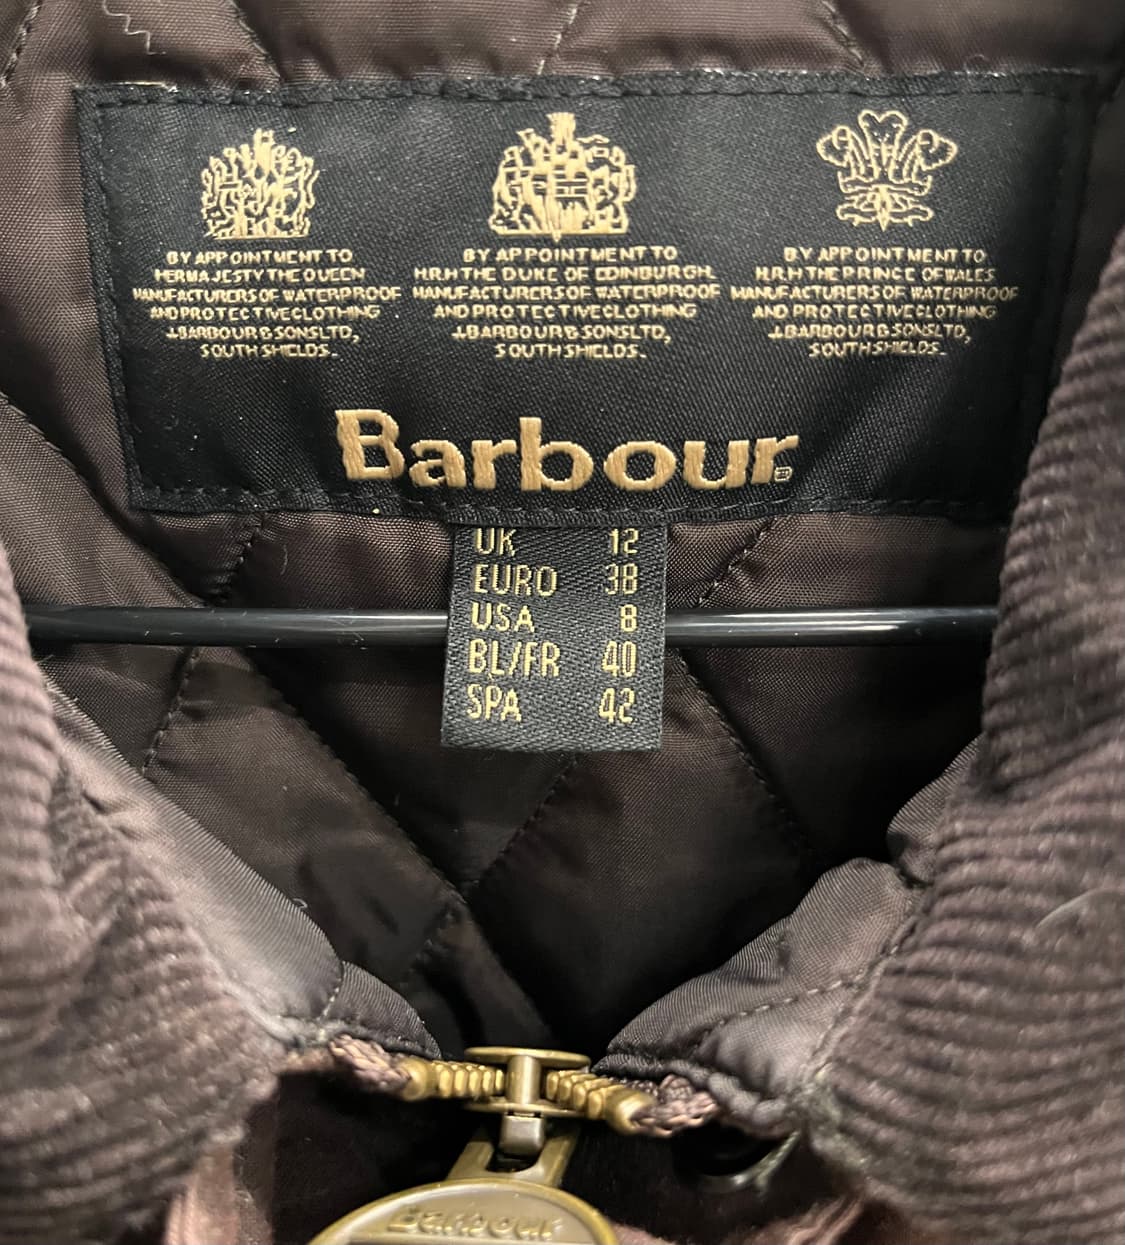 BY APPOINTMENT TO
HER MAJESTY THE QUEEN
MANUFACTURERS OF WATERPROOF
AND PROTECTIVE CLOTHING
J.BARBOUR & SONS LTD,
SOUTH SHIELDS.
BY APPOINTMENT TO
H.R.H THE DUKE OF EDINBURGH.
MANUFACTURERS OF WATERPROOF
AND PROTECTIVE CLOTHING
J.BARBOUR & SONS LTD,
SOUTH SHIELDS.
BY APPOINTMENT TO
H.R.H THE PRINCE OF WALES
MANUFACTURERS OF WATERPROOF
AND PROTECTIVE CLOTHING
J.BARBOUR & SONS LTD,
SOUTH SHIELDS.
Barbour®
UK 12
EURO 38
USA 8
BL/FR 40
SPA 42
Barbour